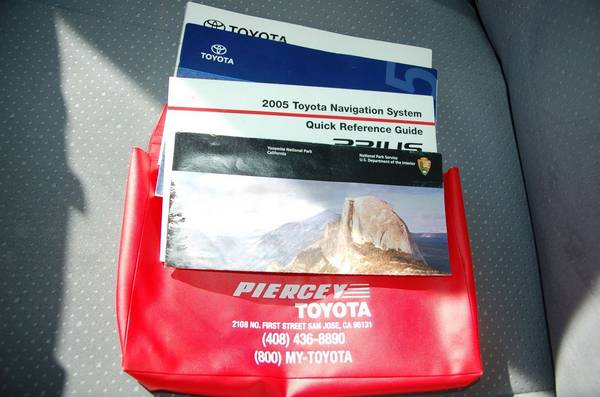 TOYOTA
TOYOTA
5
2005 Toyota Navigation System
Quick Reference Guide
PRIUS
Yosemite National Park
California
National Park Service
U.S. Department of the Interior
PIERCEY
TOYOTA
2108 NO. FIRST STREET SAN JOSE, CA 95131
(408) 436-8890
(800) MY-TOYOTA